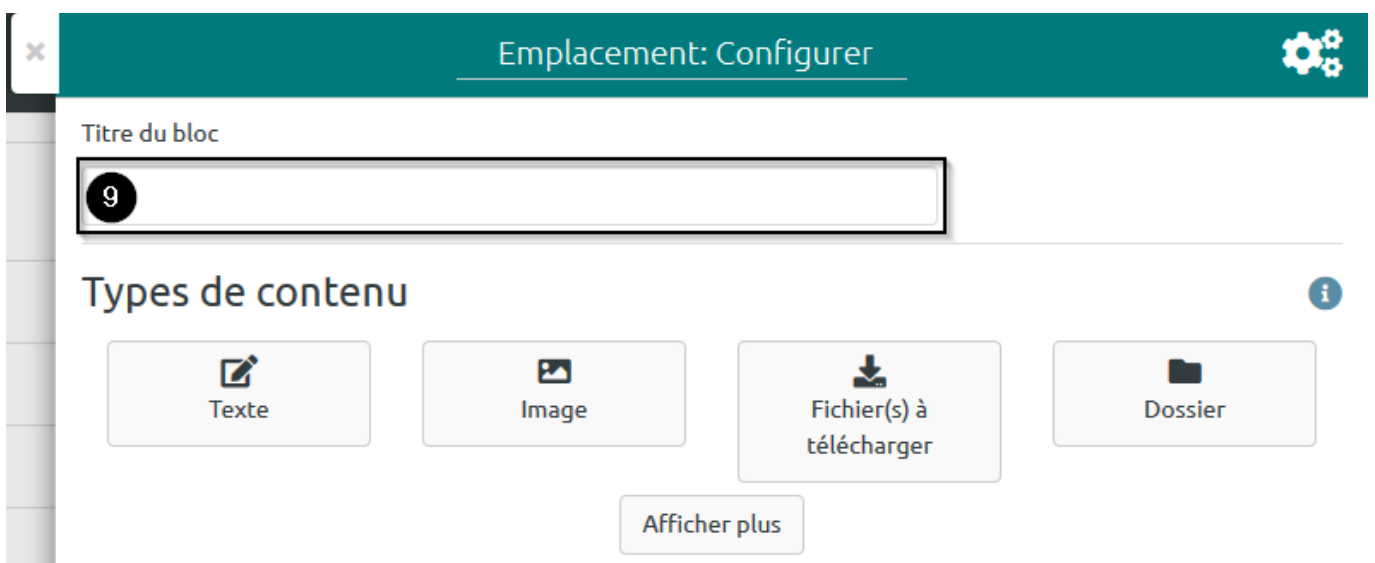 Emplacement: Configurer
Titre du bloc
9
Types de contenu
Texte
Image
Fichier(s) à
télécharger
Dossier
Afficher plus